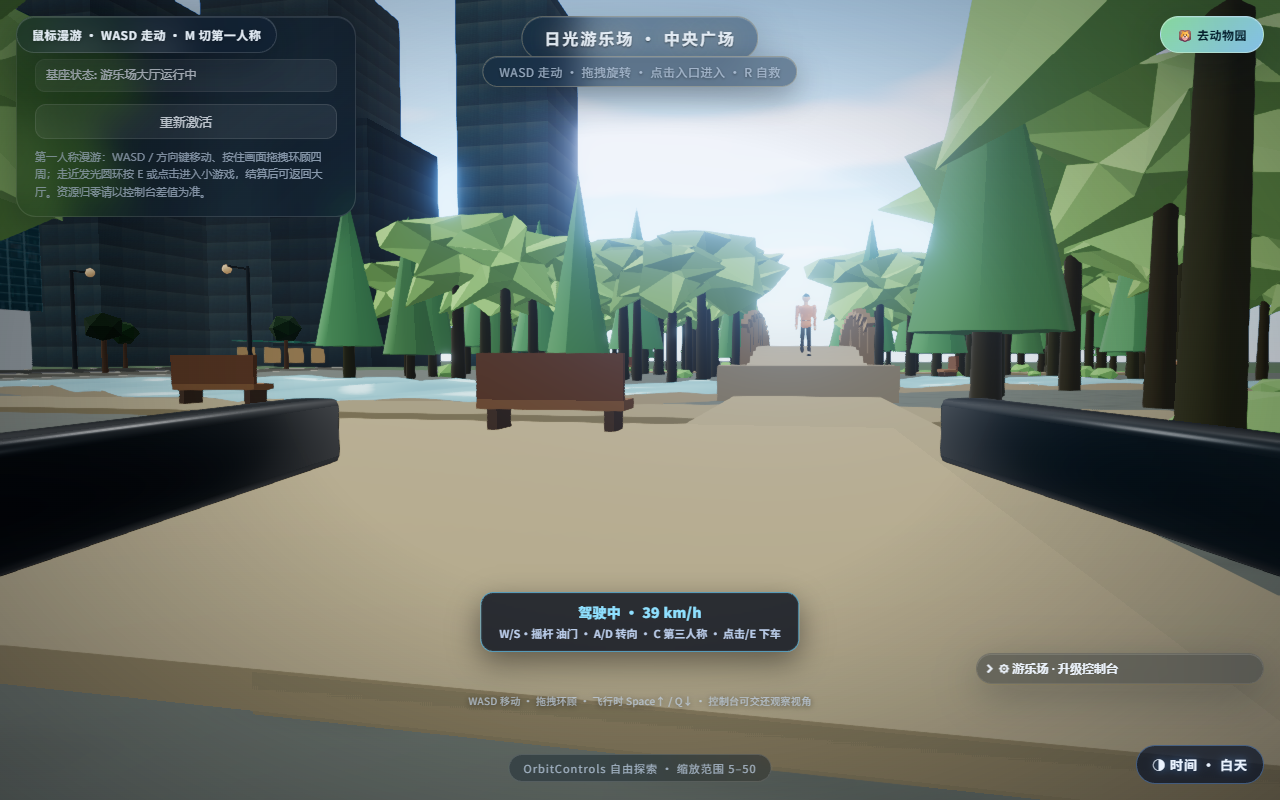 鼠标漫游 · WASD 走动 · M 切第一人称
基座状态: 游乐场大厅运行中
重新激活
第一人称漫游：WASD / 方向键移动、按住画面拖拽环顾四
周；走近发光圆环按 E 或点击进入小游戏，结算后可返回大
厅。资源归零请以控制台差值为准。
日光游乐场 · 中央广场
WASD 走动 · 拖拽旋转 · 点击入口进入 · R 自救
🦁 去动物园
驾驶中 · 39 km/h
W/S · 摇杆 油门 · A/D 转向 · C 第三人称 · 点击/E 下车
› ⚙ 游乐场 · 升级控制台
WASD 移动 · 拖拽环顾 · 飞行时 Space↑ / Q↓ · 控制台可交还观察视角
OrbitControls 自由探索 · 缩放范围 5–50
时间 · 白天